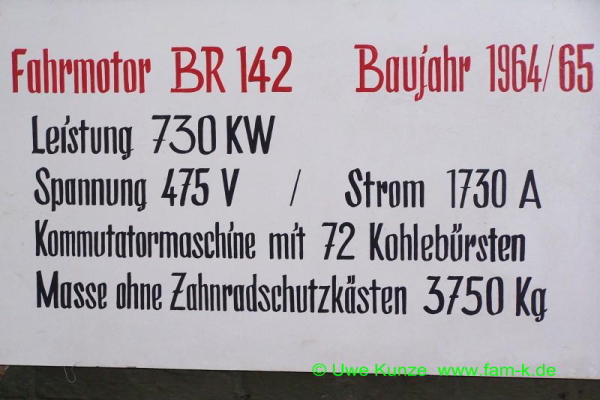 Fahrmotor BR 142 Baujahr 1964/65
Leistung 730 KW
Spannung 475 V / Strom 1730 A
Kommutatormaschine mit 72 Kohlebürsten
Masse ohne Zahnradschutzkästen 3750 Kg
© Uwe Kunze www.fam-k.de